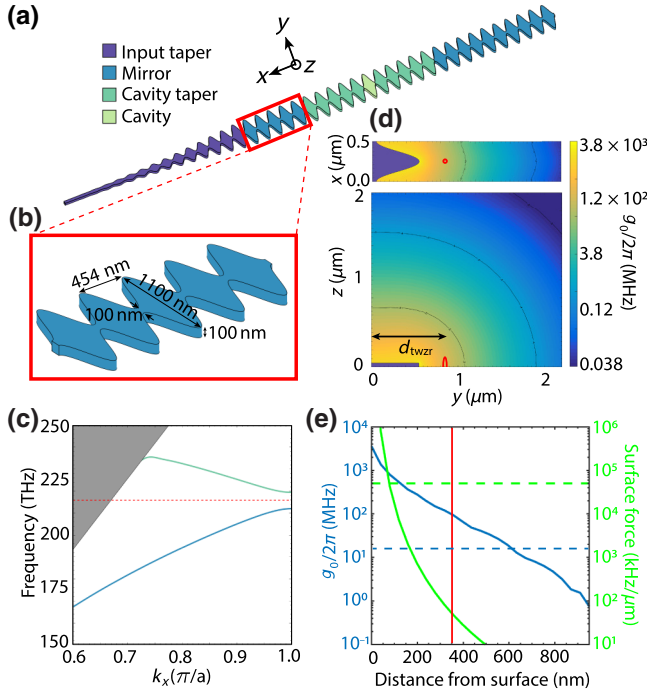 (a)
Input taper
Mirror
Cavity taper
Cavity
y
x
z
(b)
454 nm
1100 nm
100 nm
100 nm
(c)
Frequency (THz)
250
225
200
175
150
0.6
0.7
0.8
0.9
1.0
kₓ(π/a)
(d)
x (μm)
0.5
0.0
z (μm)
2
1
0
d_twzr
0
1
2
y (μm)
3.8 × 10³
1.2 × 10²
3.8
0.12
0.038
g₀/2π (MHz)
(e)
g₀/2π (MHz)
10⁴
10³
10²
10¹
10⁰
10⁻¹
0
200
400
600
800
Distance from surface (nm)
10⁶
10⁵
10⁴
10³
10²
10¹
Surface force (kHz/μm)